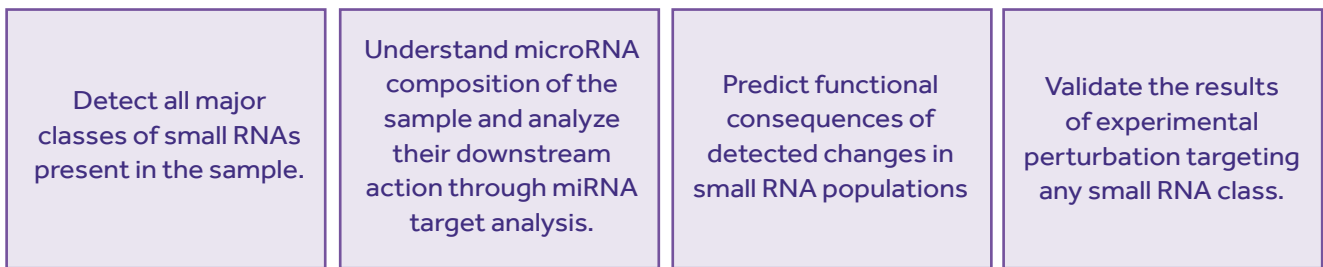 Detect all major
classes of small RNAs
present in the sample.
Understand microRNA
composition of the
sample and analyze
their downstream
action through miRNA
target analysis.
Predict functional
consequences of
detected changes in
small RNA populations
Validate the results
of experimental
perturbation targeting
any small RNA class.